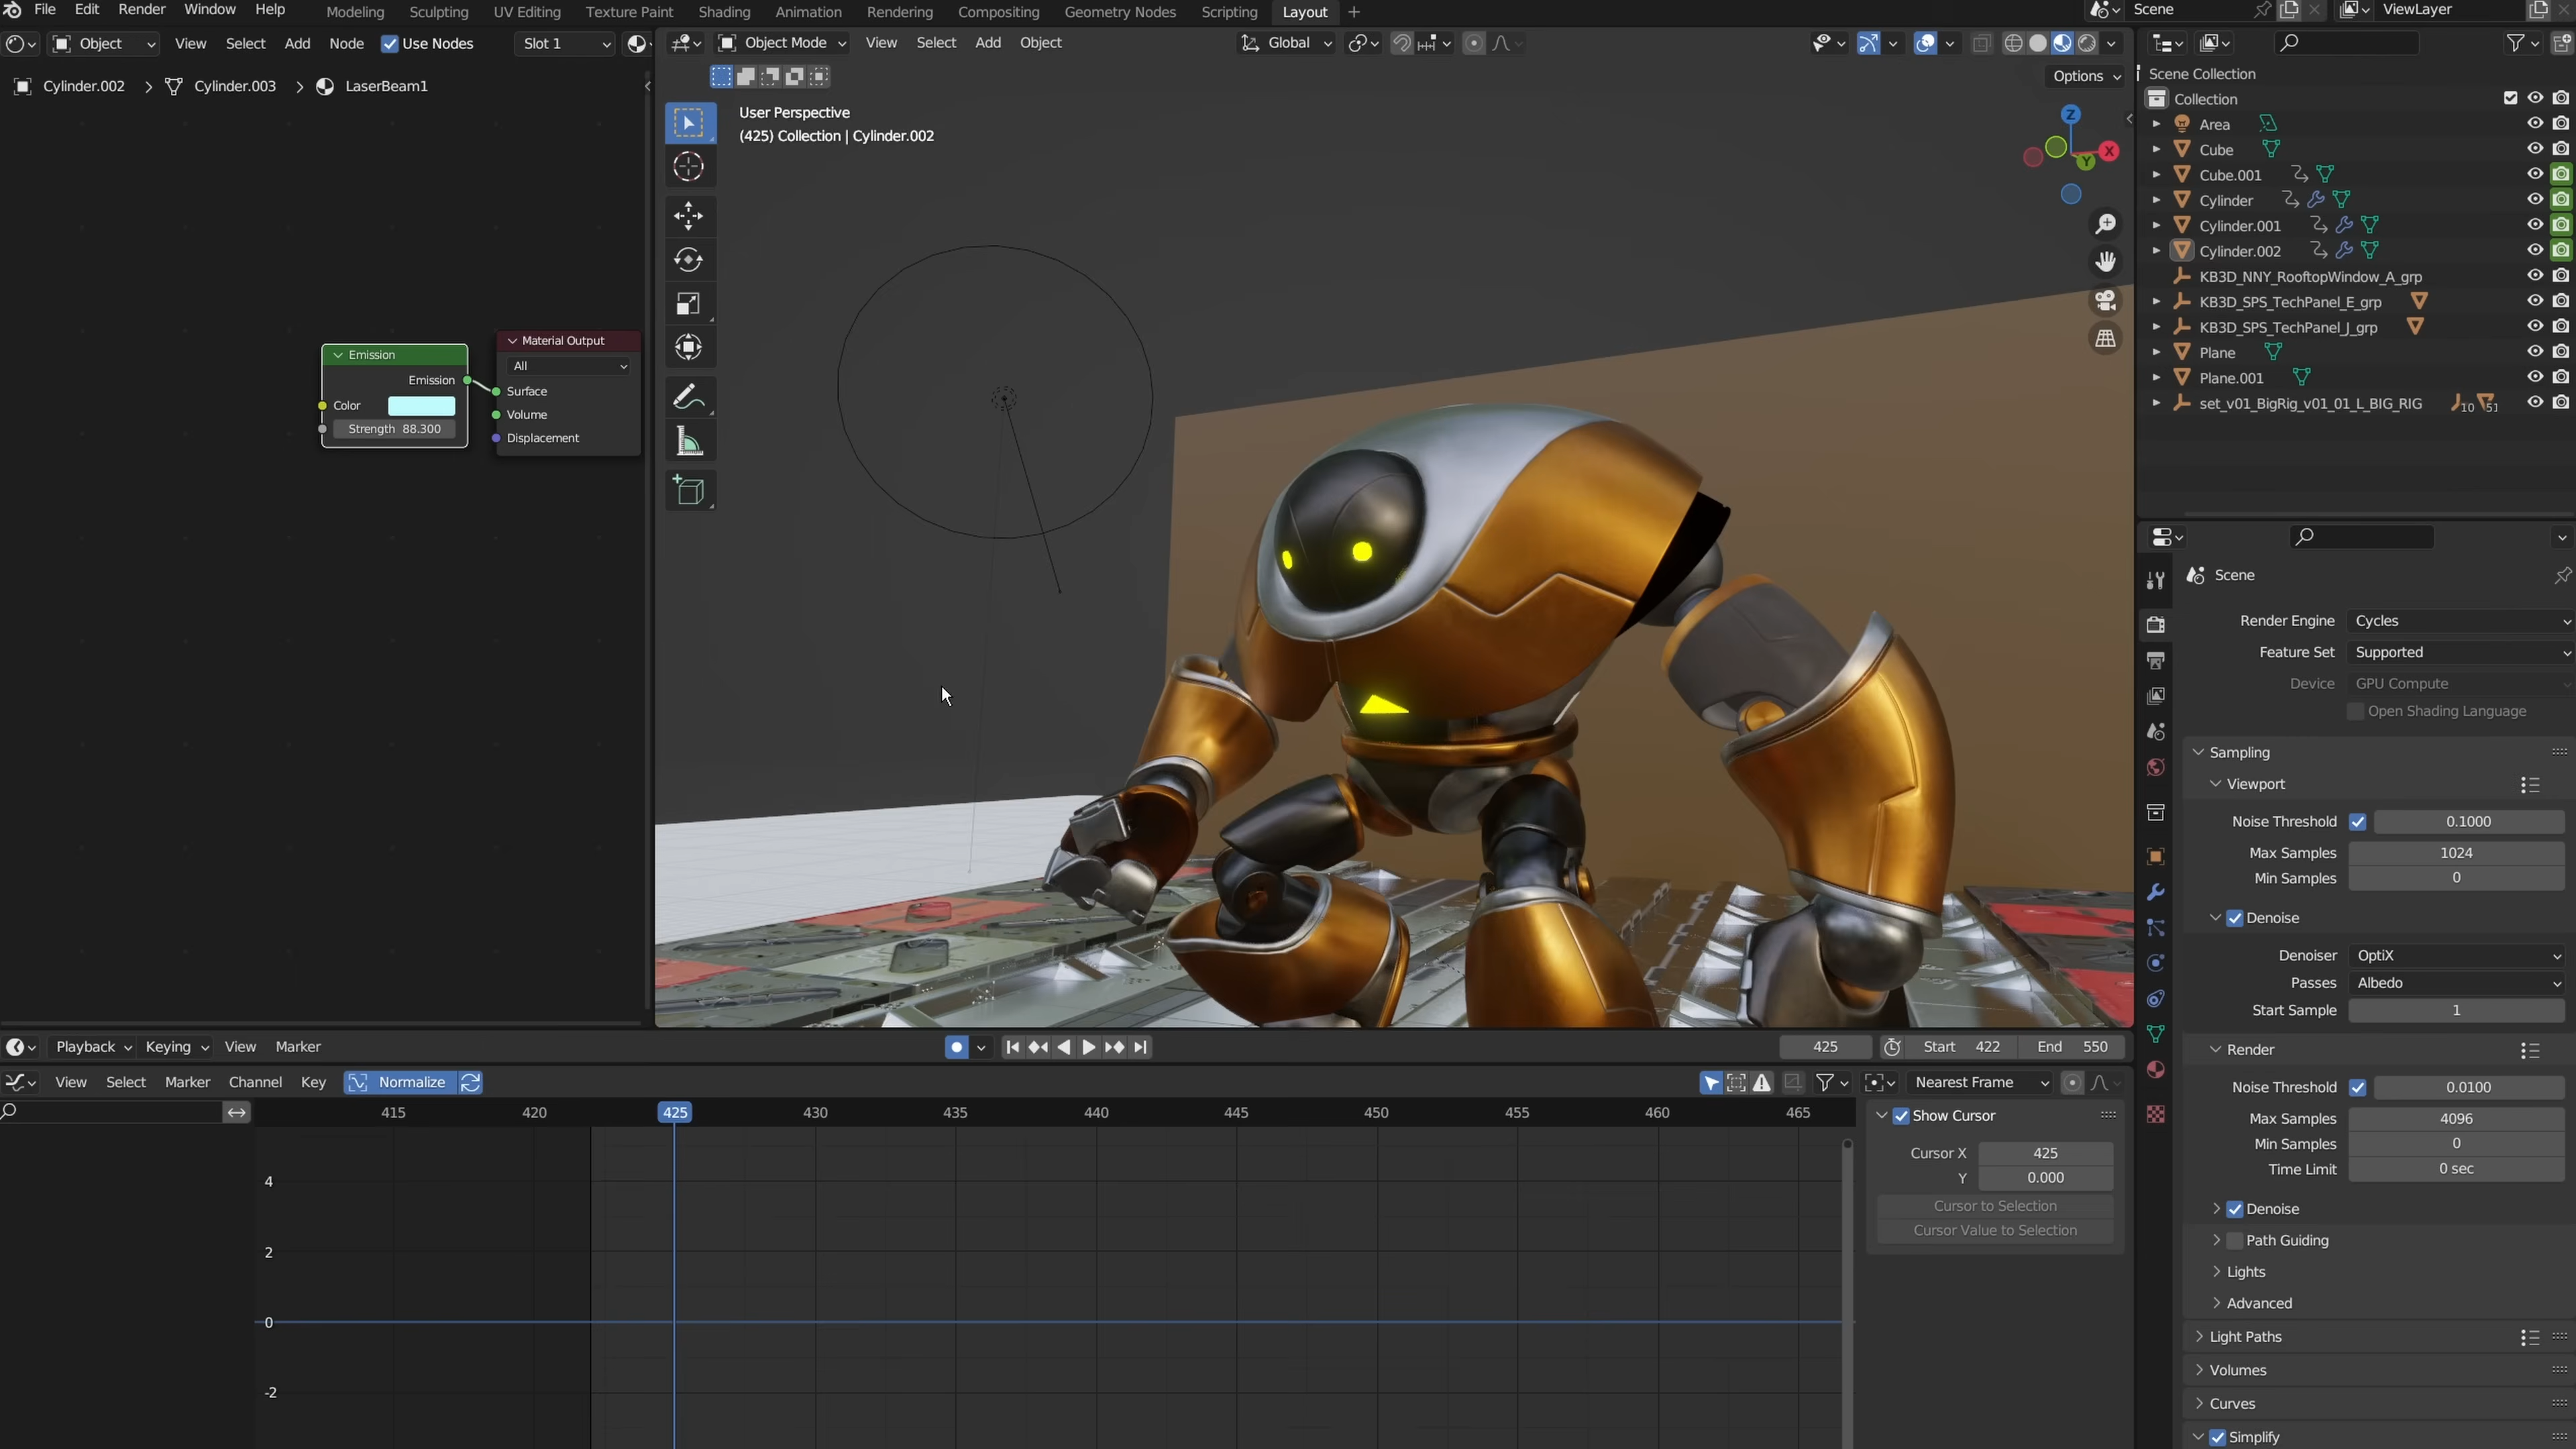 File Edit Render Window Help
Modeling Sculpting UV Editing Texture Paint Shading Animation Rendering Compositing Geometry Nodes Scripting Layout +
Scene ViewLayer
Object View Select Add Node Use Nodes Slot 1
Cylinder.002 > Cylinder.003 > LaserBeam1
Emission
Emission
Color
Strength 88.300
Material Output
All
Surface
Volume
Displacement
Object Mode View Select Add Object Global
Options
User Perspective
(425) Collection | Cylinder.002
Z
X
Y
Scene Collection
Collection
Area
Cube
Cube.001
Cylinder
Cylinder.001
Cylinder.002
KB3D_NNY_RooftopWindow_A_grp
KB3D_SPS_TechPanel_E_grp
KB3D_SPS_TechPanel_J_grp
Plane
Plane.001
set_v01_BigRig_v01_01_L_BIG_RIG 10 51
Scene
Render Engine Cycles
Feature Set Supported
Device GPU Compute
Open Shading Language
Sampling
Viewport
Noise Threshold 0.1000
Max Samples 1024
Min Samples 0
Denoise
Denoiser OptiX
Passes Albedo
Start Sample 1
Render
Noise Threshold 0.0100
Max Samples 4096
Min Samples 0
Time Limit 0 sec
Denoise
Path Guiding
Lights
Advanced
Light Paths
Volumes
Curves
Simplify
Playback Keying View Marker
425 Start 422 End 550
View Select Marker Channel Key Normalize
Nearest Frame
415 420 425 430 435 440 445 450 455 460 465
4
2
0
-2
Show Cursor
Cursor X 425
Y 0.000
Cursor to Selection
Cursor Value to Selection